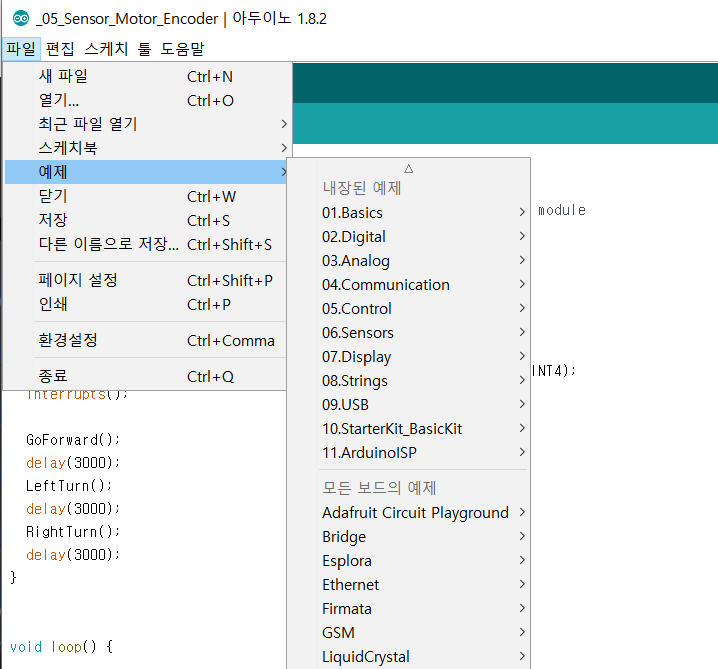 _05_Sensor_Motor_Encoder | 아두이노 1.8.2
파일 편집 스케치 툴 도움말
새 파일 Ctrl+N
열기... Ctrl+O
최근 파일 열기
스케치북
예제
닫기 Ctrl+W
저장 Ctrl+S
다른 이름으로 저장... Ctrl+Shift+S
페이지 설정 Ctrl+Shift+P
인쇄 Ctrl+P
환경설정 Ctrl+Comma
종료 Ctrl+Q
내장된 예제
01.Basics
02.Digital
03.Analog
04.Communication
05.Control
06.Sensors
07.Display
08.Strings
09.USB
10.StarterKit_BasicKit
11.ArduinoISP
모든 보드의 예제
Adafruit Circuit Playground
Bridge
Esplora
Ethernet
Firmata
GSM
LiquidCrystal
module
INT4);
interrupts();
GoForward();
delay(3000);
LeftTurn();
delay(3000);
RightTurn();
delay(3000);
}
void loop() {